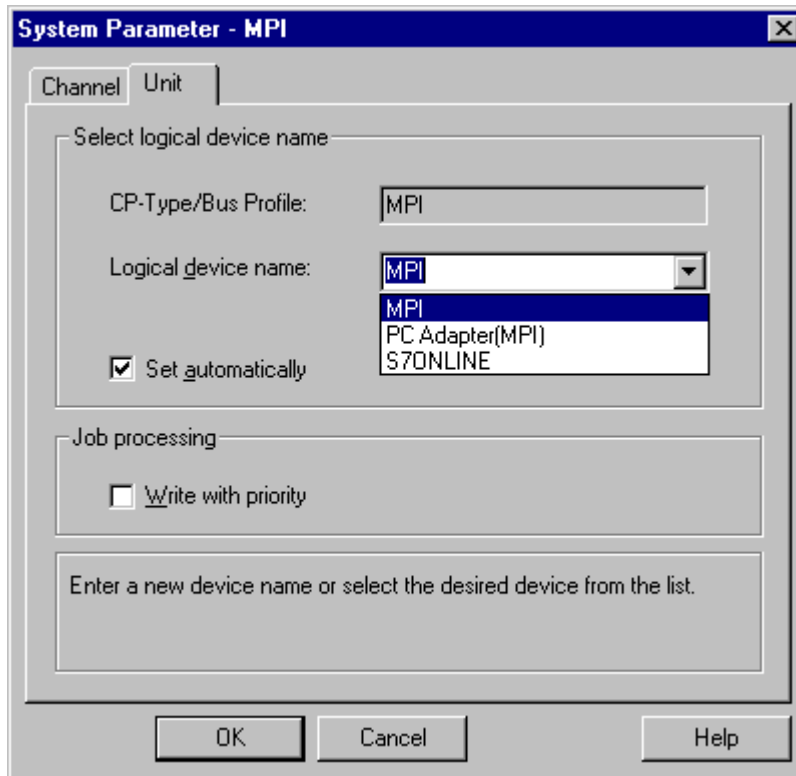 System Parameter - MPI
Channel Unit
Select logical device name
CP-Type/Bus Profile: MPI
Logical device name: MPI
MPI
PC Adapter(MPI)
S7ONLINE
Set automatically
Job processing
Write with priority
Enter a new device name or select the desired device from the list.
OK Cancel Help